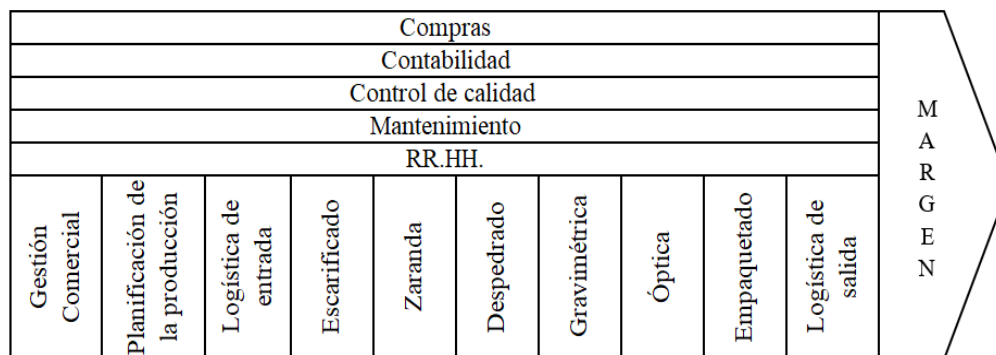 Compras
Contabilidad
Control de calidad
Mantenimiento
RR.HH.
Gestión
Comercial
Planificación de
la producción
Logística de
entrada
Escarificado
Zaranda
Despedrado
Gravimétrica
Óptica
Empaquetado
Logística de
salida
M
A
R
G
E
N